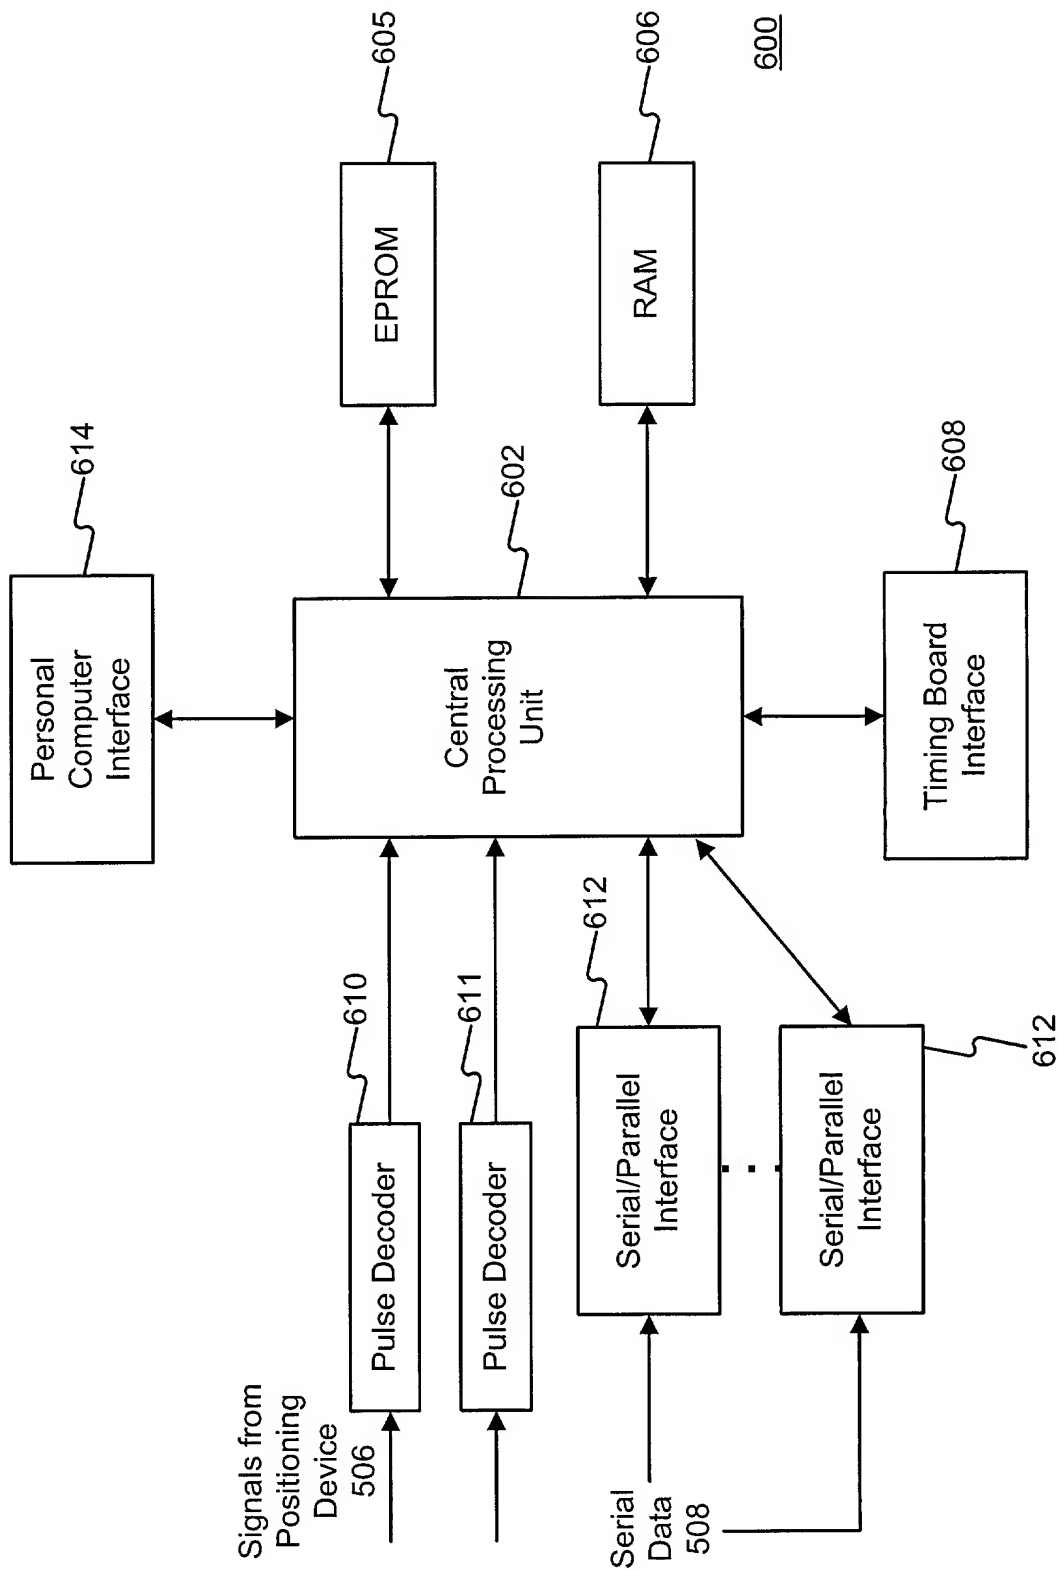 Signals from
Positioning
Device
506
Serial
Data
508
610
Pulse Decoder
611
Pulse Decoder
612
Serial/Parallel
Interface
Serial/Parallel
Interface
612
614
Personal
Computer
Interface
602
Central
Processing
Unit
608
Timing Board
Interface
605
EPROM
606
RAM
600